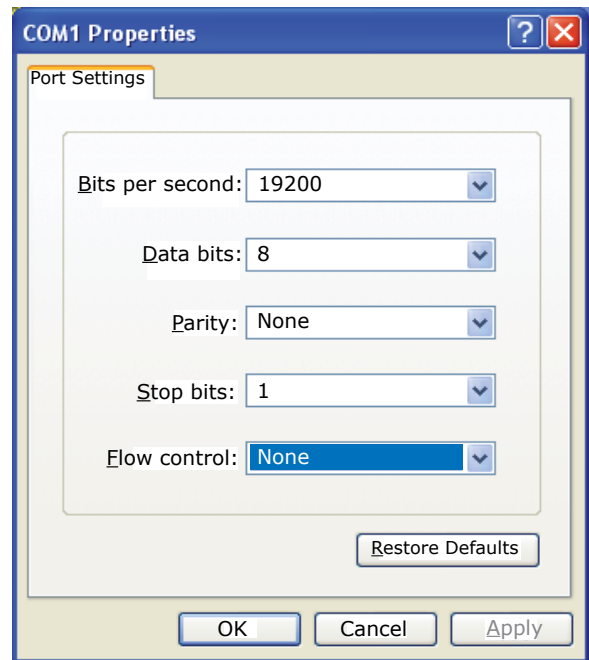 COM1 Properties
Port Settings
Bits per second: 19200
Data bits: 8
Parity: None
Stop bits: 1
Flow control: None
Restore Defaults
OK Cancel Apply